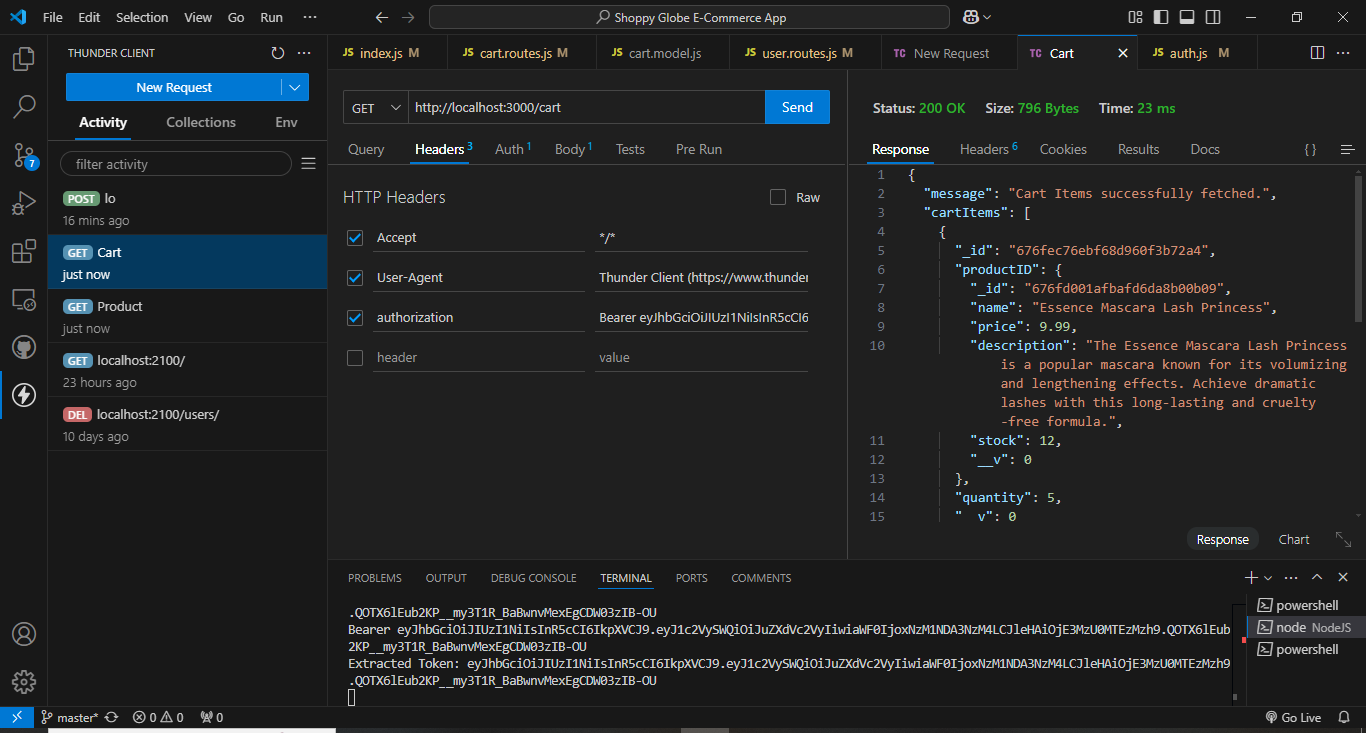 File Edit Selection View Go Run ··· Shoppy Globe E-Commerce App
THUNDER CLIENT ···
New Request
Activity Collections Env
filter activity
POST lo
16 mins ago
GET Cart
just now
GET Product
just now
GET localhost:2100/
23 hours ago
DEL localhost:2100/users/
10 days ago
7
JS index.js M JS cart.routes.js M JS cart.model.js JS user.routes.js M TC New Request TC Cart JS auth.js M ···
GET http://localhost:3000/cart Send
Query Headers 3 Auth 1 Body 1 Tests Pre Run
HTTP Headers Raw
Accept */*
User-Agent Thunder Client (https://www.thunder
authorization Bearer eyJhbGciOiJIUzI1NiIsInR5cCI6
header value
Status: 200 OK Size: 796 Bytes Time: 23 ms
Response Headers 6 Cookies Results Docs {}
1 {
2 "message": "Cart Items successfully fetched.",
3 "cartItems": [
4 {
5 "_id": "676fec76ebf68d960f3b72a4",
6 "productID": {
7 "_id": "676fd001afbafd6da8b00b09",
8 "name": "Essence Mascara Lash Princess",
9 "price": 9.99,
10 "description": "The Essence Mascara Lash Princess
is a popular mascara known for its volumizing
and lengthening effects. Achieve dramatic
lashes with this long-lasting and cruelty
-free formula.",
11 "stock": 12,
12 "__v": 0
13 },
14 "quantity": 5,
15 "__v": 0
Response Chart
PROBLEMS OUTPUT DEBUG CONSOLE TERMINAL PORTS COMMENTS ···
.QOTX6lEub2KP__my3T1R_BaBwnvMexEgCDW03zIB-OU
Bearer eyJhbGciOiJIUzI1NiIsInR5cCI6IkpXVCJ9.eyJ1c2VySWQiOiJuZXdVc2VyIiwiaWF0IjoxNzM1NDA3NzM4LCJleHAiOjE3MzU0MTEzMzh9.QOTX6lEub
2KP__my3T1R_BaBwnvMexEgCDW03zIB-OU
Extracted Token: eyJhbGciOiJIUzI1NiIsInR5cCI6IkpXVCJ9.eyJ1c2VySWQiOiJuZXdVc2VyIiwiaWF0IjoxNzM1NDA3NzM4LCJleHAiOjE3MzU0MTEzMzh9
.QOTX6lEub2KP__my3T1R_BaBwnvMexEgCDW03zIB-OU
powershell
node NodeJS
powershell
master* 0 0 0 Go Live